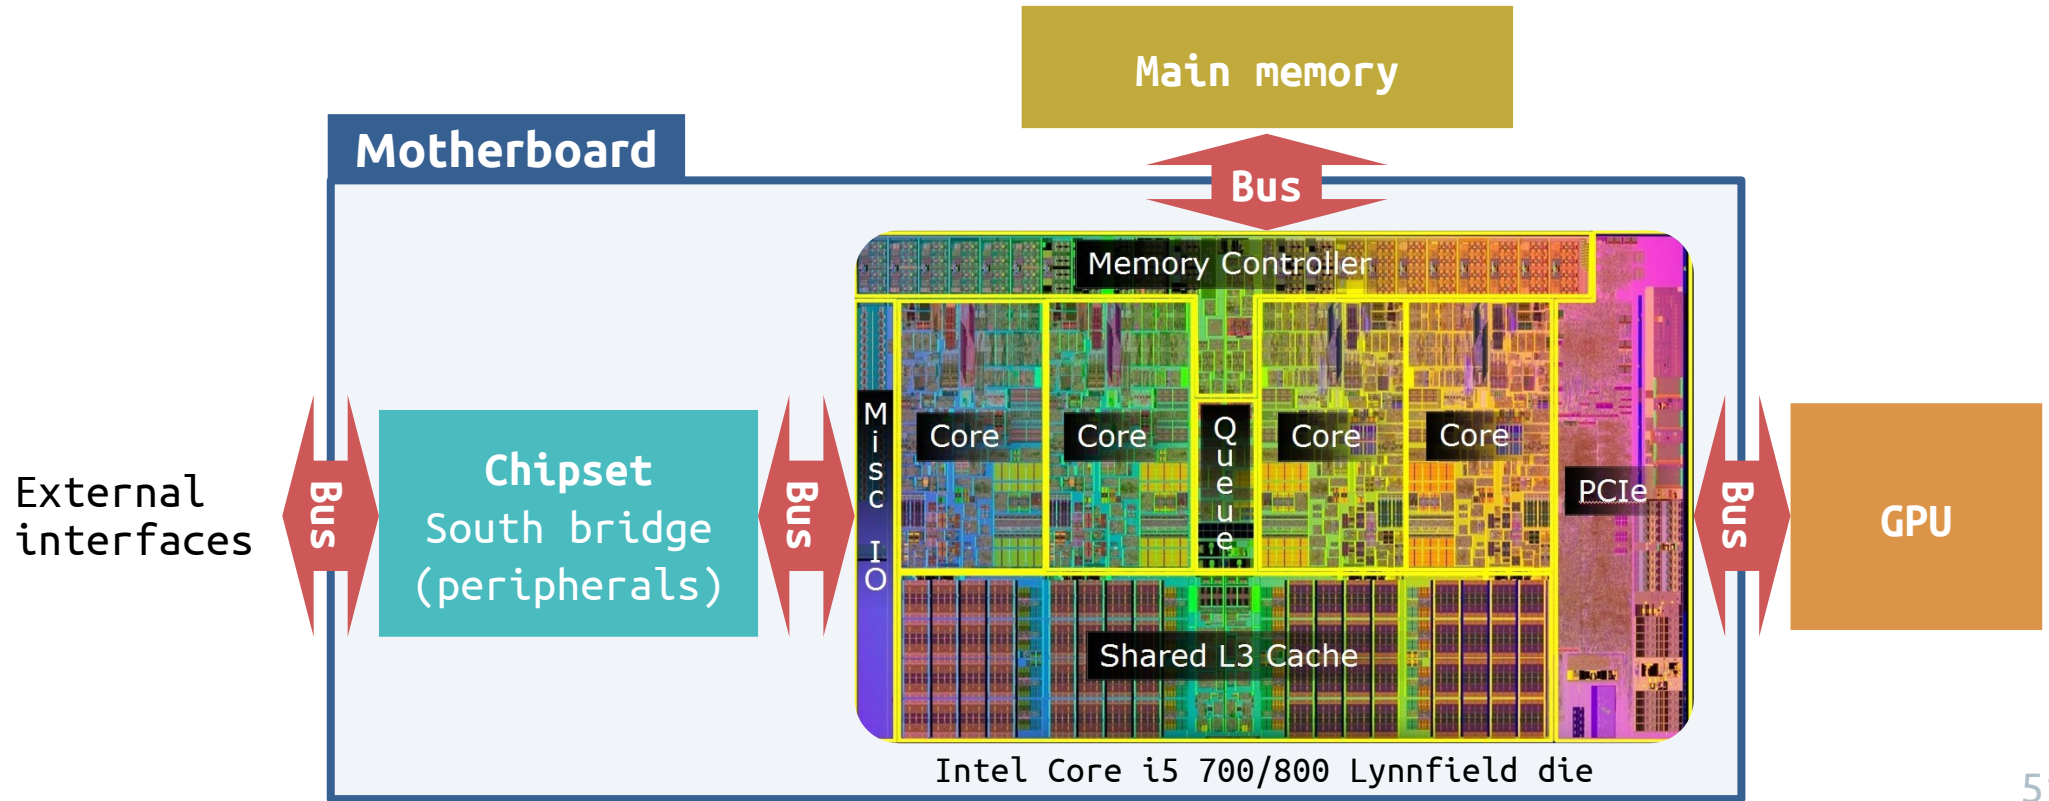 Main memory
Motherboard
Bus
Memory Controller
Misc IO
Core
Core
Queue
Core
Core
PCIe
External
interfaces
Bus
Chipset
South bridge
(peripherals)
Bus
Bus
GPU
Shared L3 Cache
Intel Core i5 700/800 Lynnfield die